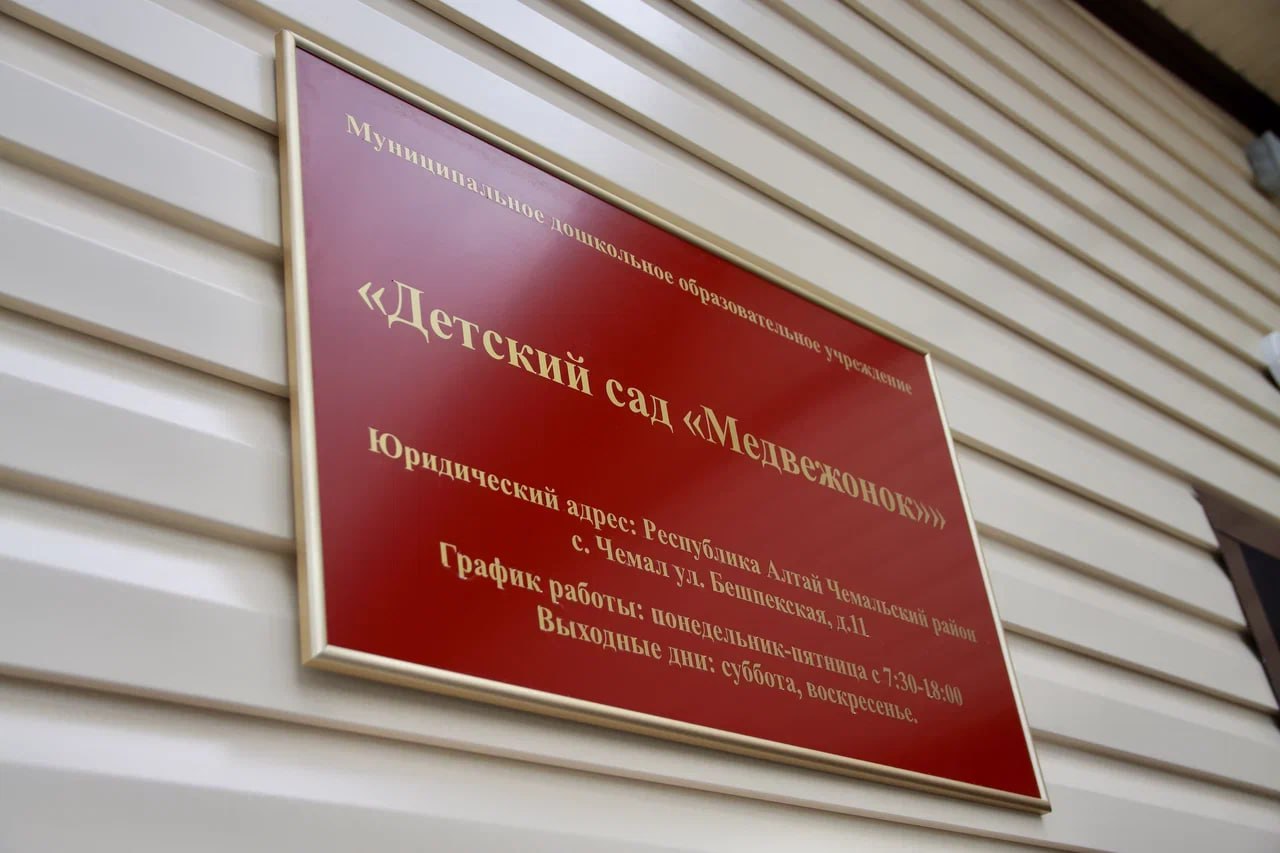 Муниципальное дошкольное образовательное учреждение
«Детский сад «Медвежонок»»
Юридический адрес: Республика Алтай Чемальский район
с. Чемал ул. Бешпекская, д.11
График работы: понедельник-пятница с 7:30-18:00
Выходные дни: суббота, воскресенье.